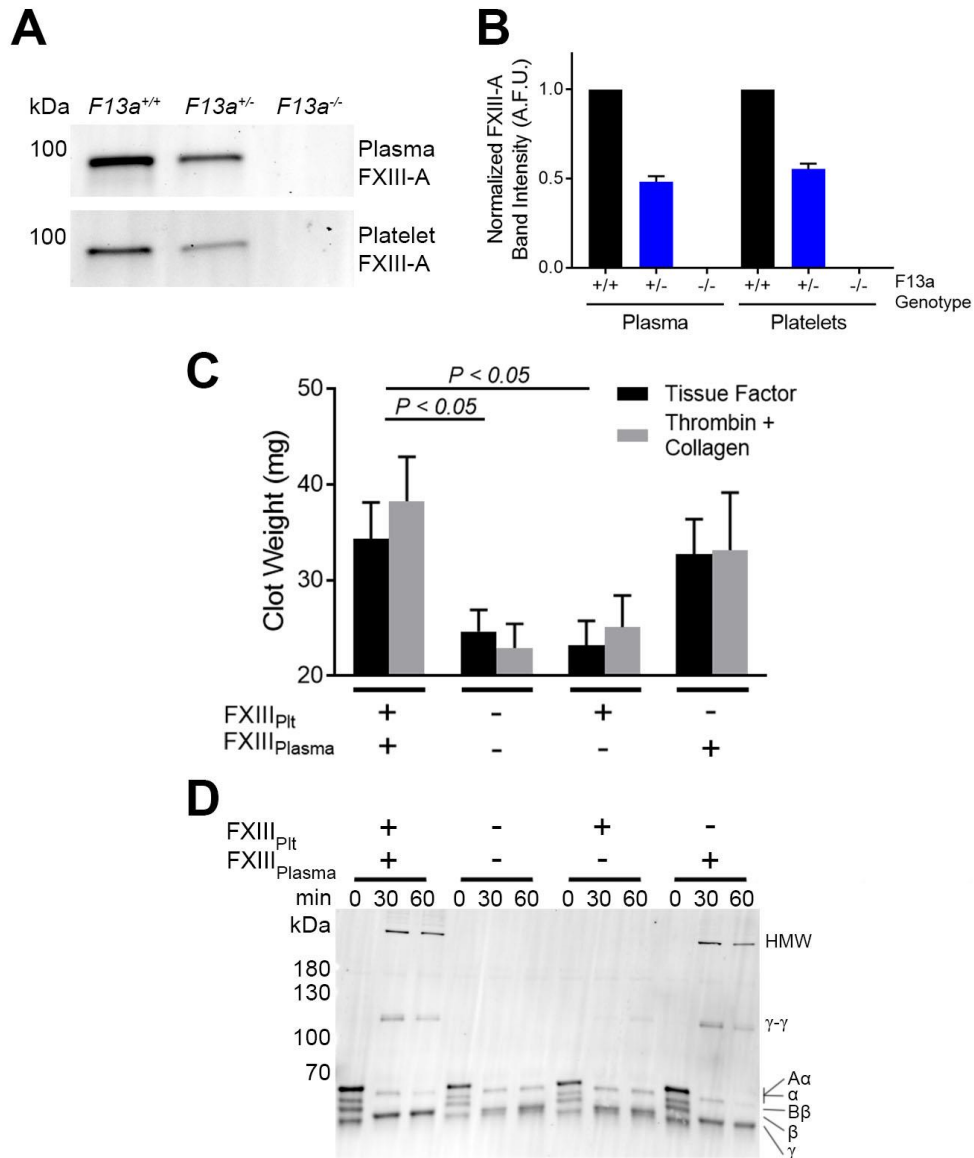 A
kDa F13a+/+ F13a+/- F13a-/-
100
Plasma
FXIII-A
100
Platelet
FXIII-A
B
Normalized FXIII-A
Band Intensity (A.F.U.)
1.0
0.5
0.0
+/+ +/- -/- +/+ +/- -/- F13a
Genotype
Plasma Platelets
C
Clot Weight (mg)
50
40
30
20
P < 0.05
P < 0.05
Tissue Factor
Thrombin +
Collagen
FXIIIPlt + - + -
FXIIIPlasma + - - +
D
FXIIIPlt + - + -
FXIIIPlasma + - - +
min 0 30 60 0 30 60 0 30 60 0 30 60
kDa
180
130
100
70
HMW
γ-γ
Aα
α
Bβ
β
γ